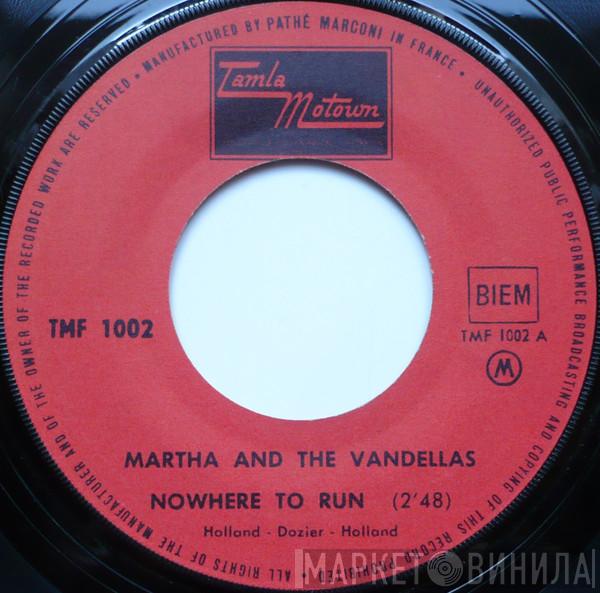 • MANUFACTURED BY PATHÉ MARCONI IN FRANCE • UNAUTHORIZED PUBLIC PERFORMANCE BROADCASTING AND COPYING OF THIS RECORD PROHIBITED • ALL RIGHTS OF THE MANUFACTURER AND OF THE OWNER OF THE RECORDED WORK ARE RESERVED
Tamla
Motown
BIEM
TMF 1002
TMF 1002 A
M
MARTHA AND THE VANDELLAS
NOWHERE TO RUN (2'48)
Holland - Dozier - Holland
МАРКЕТ ВИНИЛА